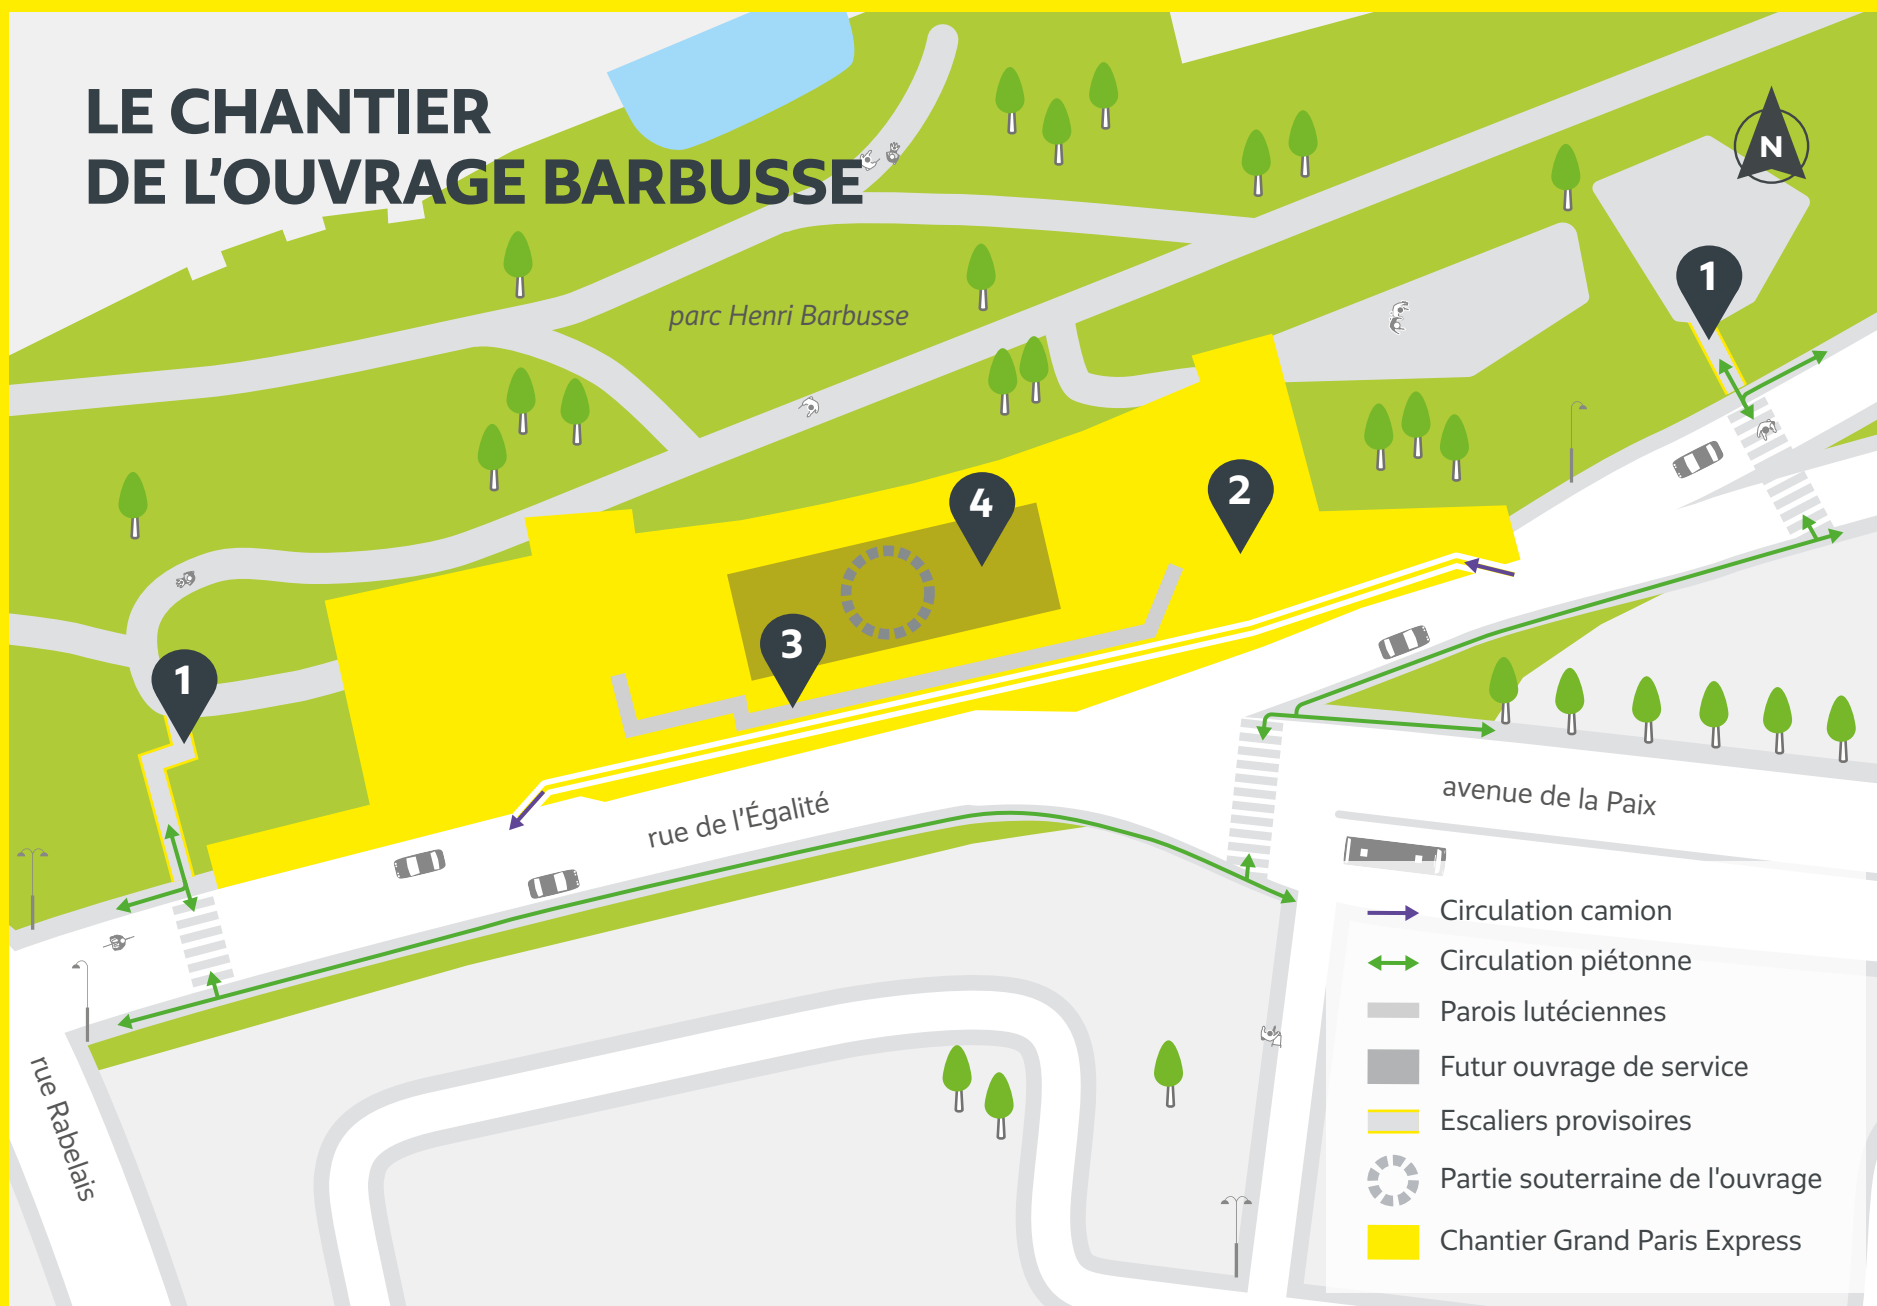 LE CHANTIER
DE L'OUVRAGE BARBUSSE
N
1
parc Henri Barbusse
4
2
3
1
rue de l'Égalité
avenue de la Paix
rue Rabelais
Circulation camion
Circulation piétonne
Parois lutéciennes
Futur ouvrage de service
Escaliers provisoires
Partie souterraine de l'ouvrage
Chantier Grand Paris Express